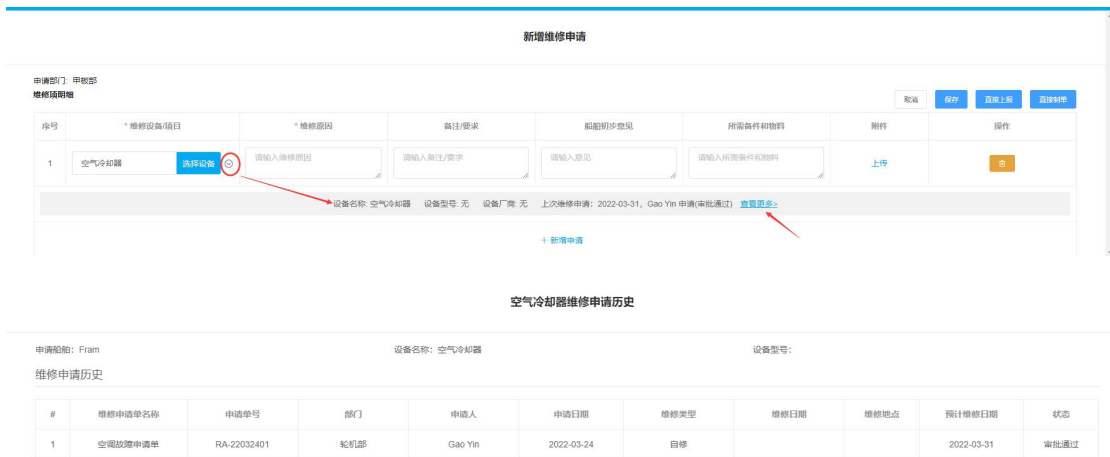 新增维修申请
申请部门: 甲板部
维修项明细
取消 保存 直接上报 直接制单
序号 * 维修设备/项目 * 维修原因 备注/要求 船舶初步意见 所需备件和物料 附件 操作
1 空气冷却器 选择设备 请输入维修原因 请输入备注/要求 请输入意见 请输入所需备件和物料 上传
设备名称: 空气冷却器 设备型号: 无 设备厂商: 无 上次维修申请: 2022-03-31, Gao Yin 申请(审批通过) 查看更多>
+ 新增申请
空气冷却器维修申请历史
申请船舶: Fram 设备名称: 空气冷却器 设备型号:
维修申请历史
# 维修申请单名称 申请单号 部门 申请人 申请日期 维修类型 维修日期 维修地点 预计维修日期 状态
1 空调故障申请单 RA-22032401 轮机部 Gao Yin 2022-03-24 自修 2022-03-31 审批通过